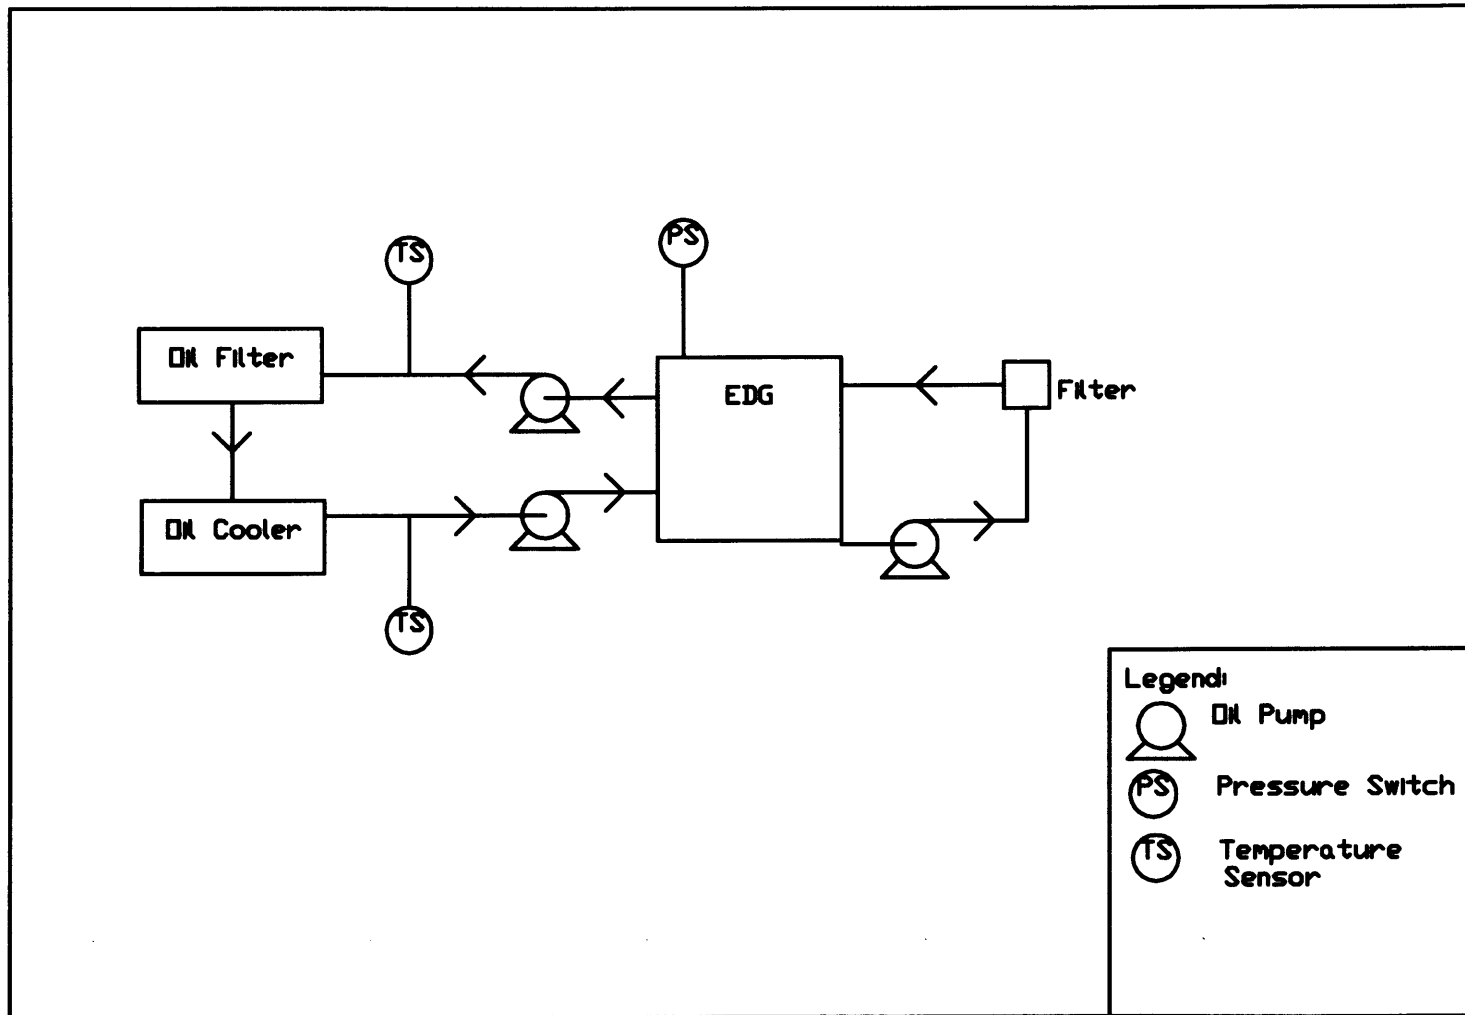 PS
TS
Oil Filter
EDG
Filter
Oil Cooler
TS
Legend:
Oil Pump
PS
Pressure Switch
TS
Temperature
Sensor